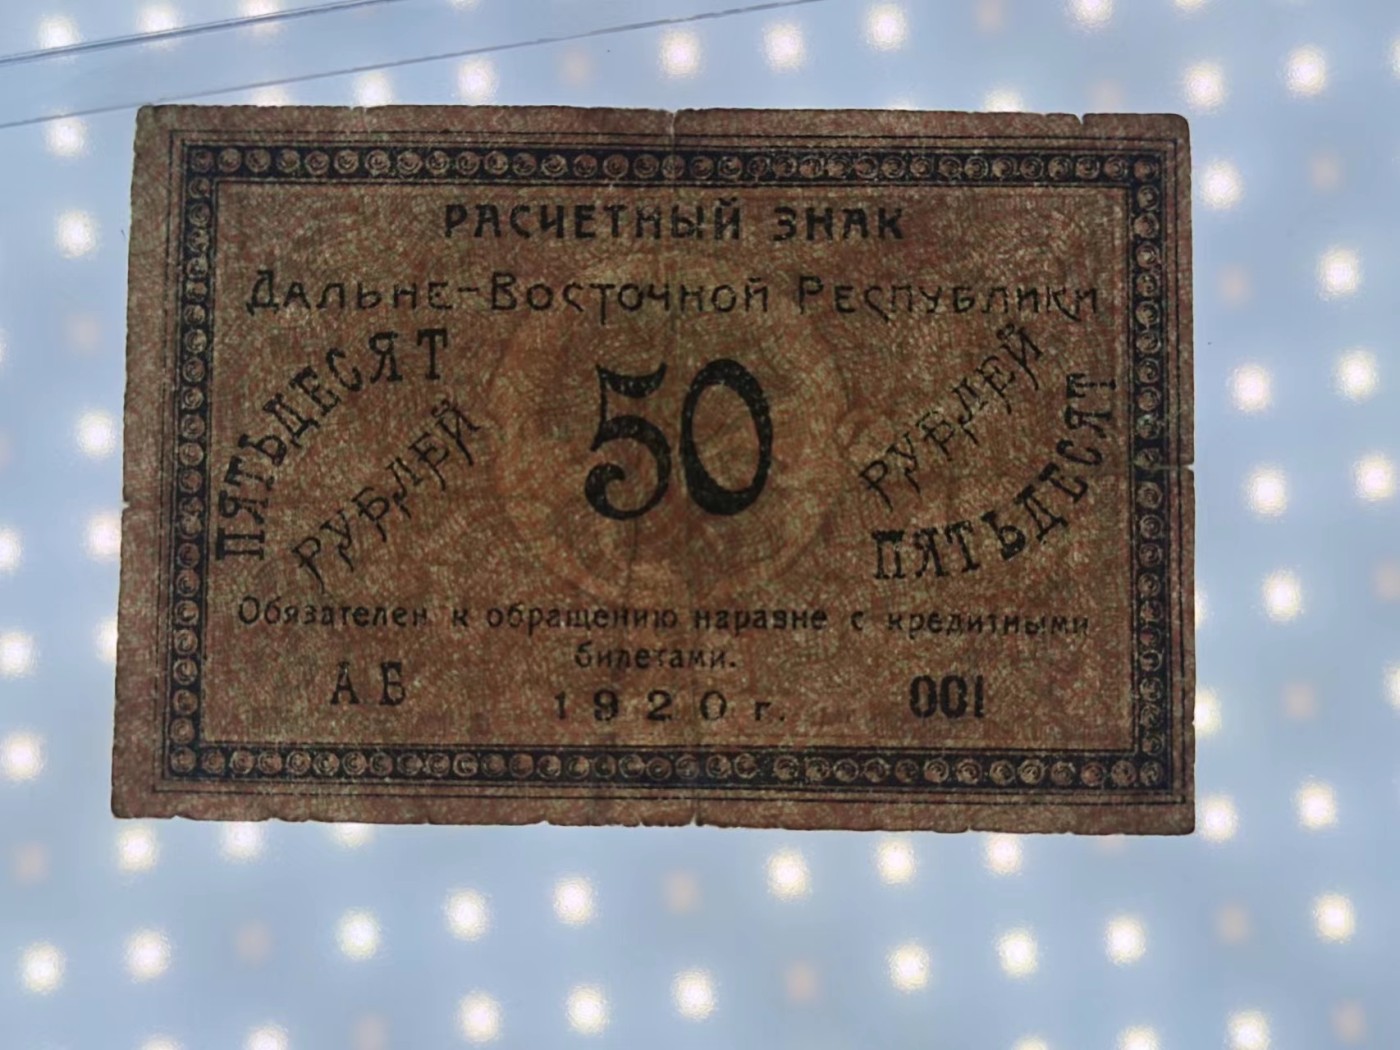 РАСЧЕТНЫЙ ЗНАК
Дальне-Восточной Республики
ПЯТЬДЕСЯТ
РУБЛЕЙ
50
РУБЛЕЙ
ПЯТЬДЕСЯТ
Обязателен к обращению наравне с кредитными
билетами.
АБ
1920 г.
001